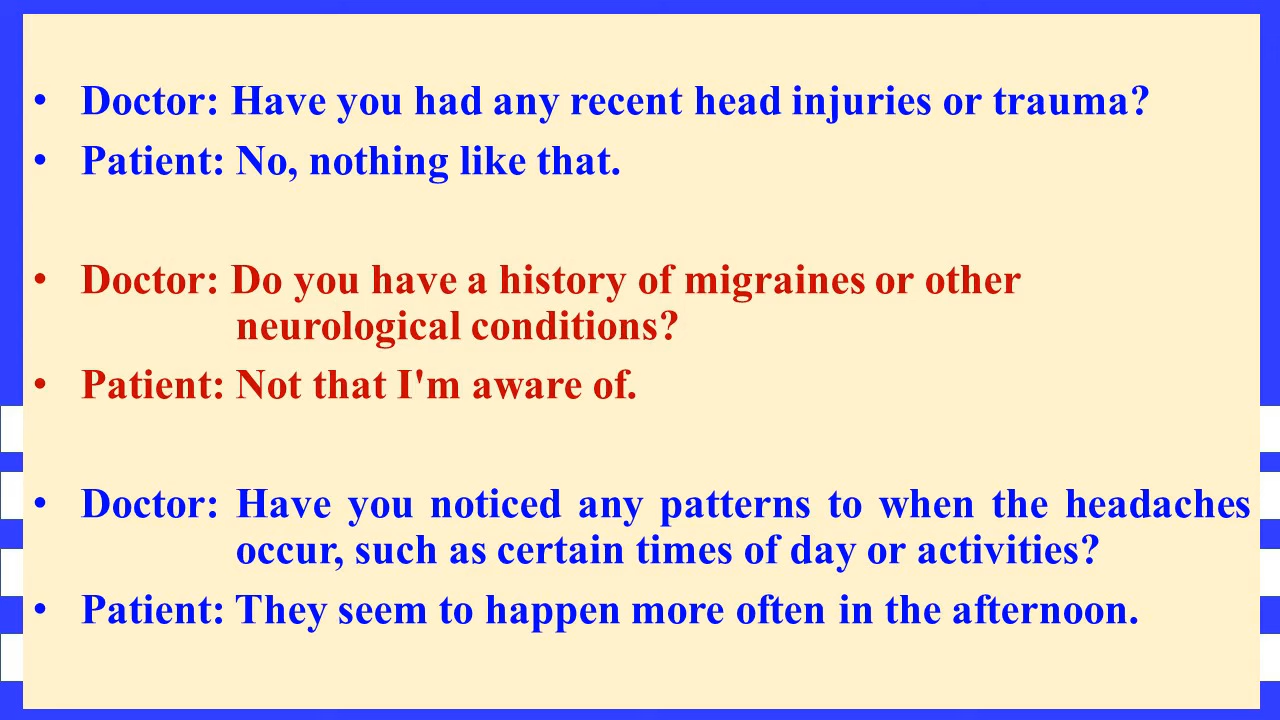 • Doctor: Have you had any recent head injuries or trauma?
• Patient: No, nothing like that.
• Doctor: Do you have a history of migraines or other
neurological conditions?
• Patient: Not that I'm aware of.
• Doctor: Have you noticed any patterns to when the headaches
occur, such as certain times of day or activities?
• Patient: They seem to happen more often in the afternoon.